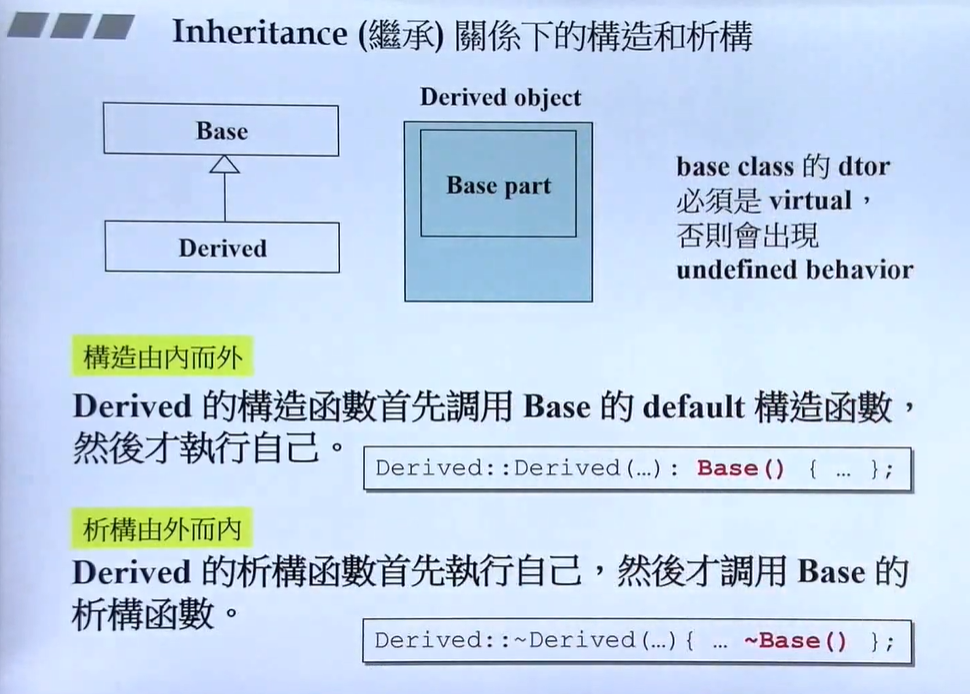 Inheritance (繼承) 關係下的構造和析構
Base
Derived
Derived object
Base part
base class 的 dtor
必須是 virtual，
否則會出現
undefined behavior
構造由內而外
Derived 的構造函數首先調用 Base 的 default 構造函數，
然後才執行自己。
Derived::Derived(…): Base() { … };
析構由外而內
Derived 的析構函數首先執行自己，然後才調用 Base 的
析構函數。
Derived::~Derived(…){ … ~Base() };